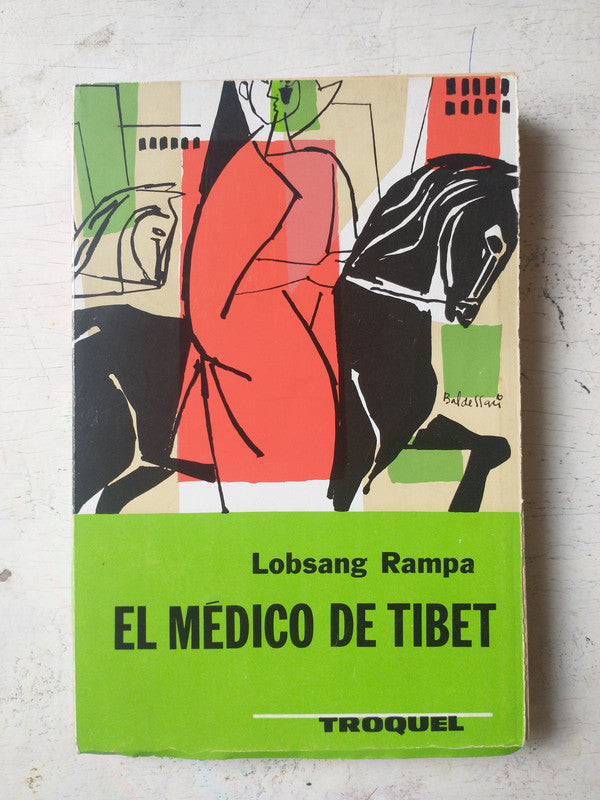 Baldessari
Lobsang Rampa
EL MÉDICO DE TIBET
TROQUEL